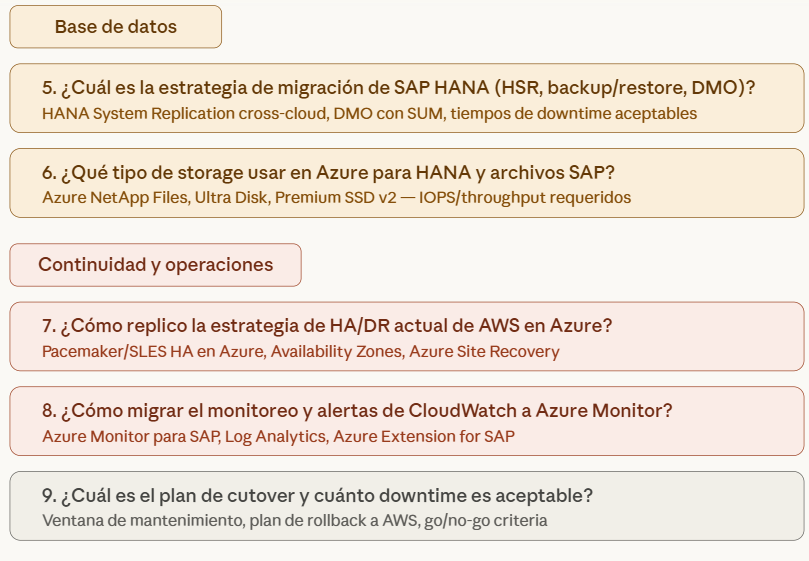 Base de datos
5. ¿Cuál es la estrategia de migración de SAP HANA (HSR, backup/restore, DMO)?
HANA System Replication cross-cloud, DMO con SUM, tiempos de downtime aceptables
6. ¿Qué tipo de storage usar en Azure para HANA y archivos SAP?
Azure NetApp Files, Ultra Disk, Premium SSD v2 — IOPS/throughput requeridos
Continuidad y operaciones
7. ¿Cómo replico la estrategia de HA/DR actual de AWS en Azure?
Pacemaker/SLES HA en Azure, Availability Zones, Azure Site Recovery
8. ¿Cómo migrar el monitoreo y alertas de CloudWatch a Azure Monitor?
Azure Monitor para SAP, Log Analytics, Azure Extension for SAP
9. ¿Cuál es el plan de cutover y cuánto downtime es aceptable?
Ventana de mantenimiento, plan de rollback a AWS, go/no-go criteria